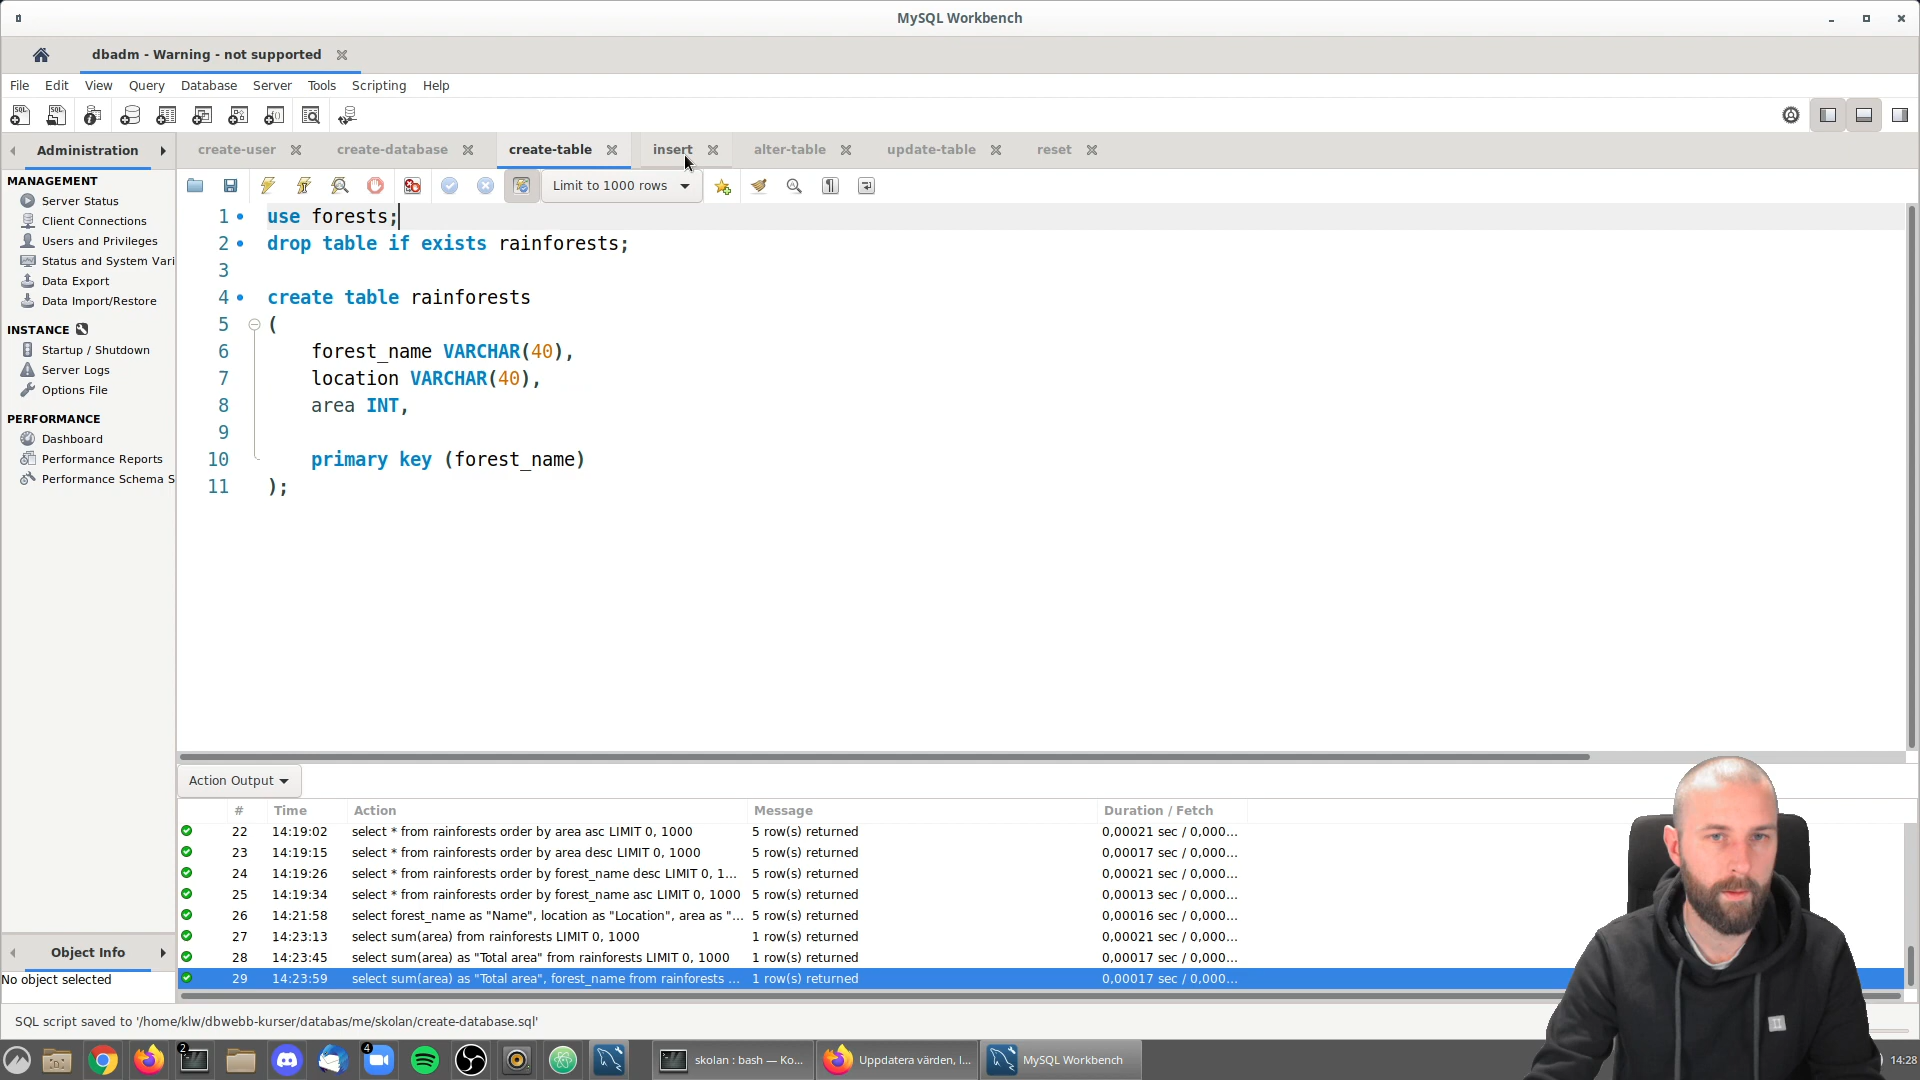 MySQL Workbench
dbadm - Warning - not supported
File Edit View Query Database Server Tools Scripting Help
Administration
create-user create-database create-table insert alter-table update-table reset
Limit to 1000 rows
MANAGEMENT
Server Status
Client Connections
Users and Privileges
Status and System Vari
Data Export
Data Import/Restore
INSTANCE
Startup / Shutdown
Server Logs
Options File
PERFORMANCE
Dashboard
Performance Reports
Performance Schema S
1 use forests;
2 drop table if exists rainforests;
3
4 create table rainforests
5 (
6 forest_name VARCHAR(40),
7 location VARCHAR(40),
8 area INT,
9
10 primary key (forest_name)
11 );
Action Output
# Time Action Message Duration / Fetch
22 14:19:02 select * from rainforests order by area asc LIMIT 0, 1000 5 row(s) returned 0,00021 sec / 0,000...
23 14:19:15 select * from rainforests order by area desc LIMIT 0, 1000 5 row(s) returned 0,00017 sec / 0,000...
24 14:19:26 select * from rainforests order by forest_name desc LIMIT 0, 1... 5 row(s) returned 0,00021 sec / 0,000...
25 14:19:34 select * from rainforests order by forest_name asc LIMIT 0, 1000 5 row(s) returned 0,00013 sec / 0,000...
26 14:21:58 select forest_name as "Name", location as "Location", area as "... 5 row(s) returned 0,00016 sec / 0,000...
27 14:23:13 select sum(area) from rainforests LIMIT 0, 1000 1 row(s) returned 0,00021 sec / 0,000...
28 14:23:45 select sum(area) as "Total area" from rainforests LIMIT 0, 1000 1 row(s) returned 0,00017 sec / 0,000...
29 14:23:59 select sum(area) as "Total area", forest_name from rainforests ... 1 row(s) returned 0,00017 sec / 0,000...
Object Info
No object selected
SQL script saved to '/home/klw/dbwebb-kurser/databas/me/skolan/create-database.sql'
2 4 skolan : bash — Ko... Uppdatera värden, I... MySQL Workbench 14:28